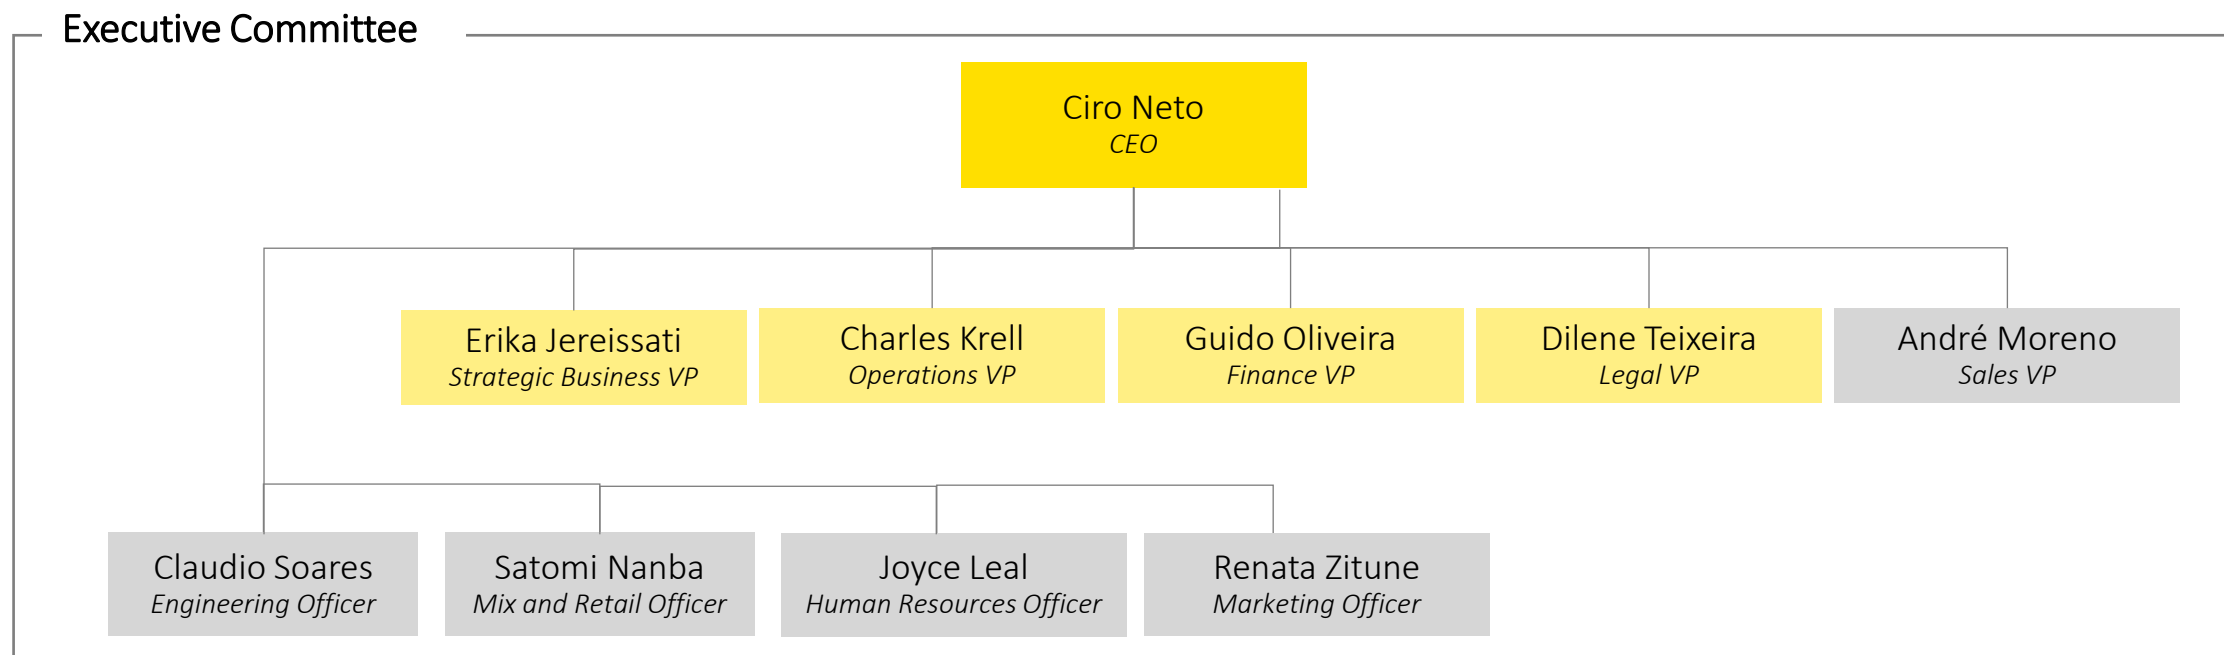 Executive Committee
Ciro Neto
CEO
Erika Jereissati
Strategic Business VP
Charles Krell
Operations VP
Guido Oliveira
Finance VP
Dilene Teixeira
Legal VP
André Moreno
Sales VP
Claudio Soares
Engineering Officer
Satomi Nanba
Mix and Retail Officer
Joyce Leal
Human Resources Officer
Renata Zitune
Marketing Officer